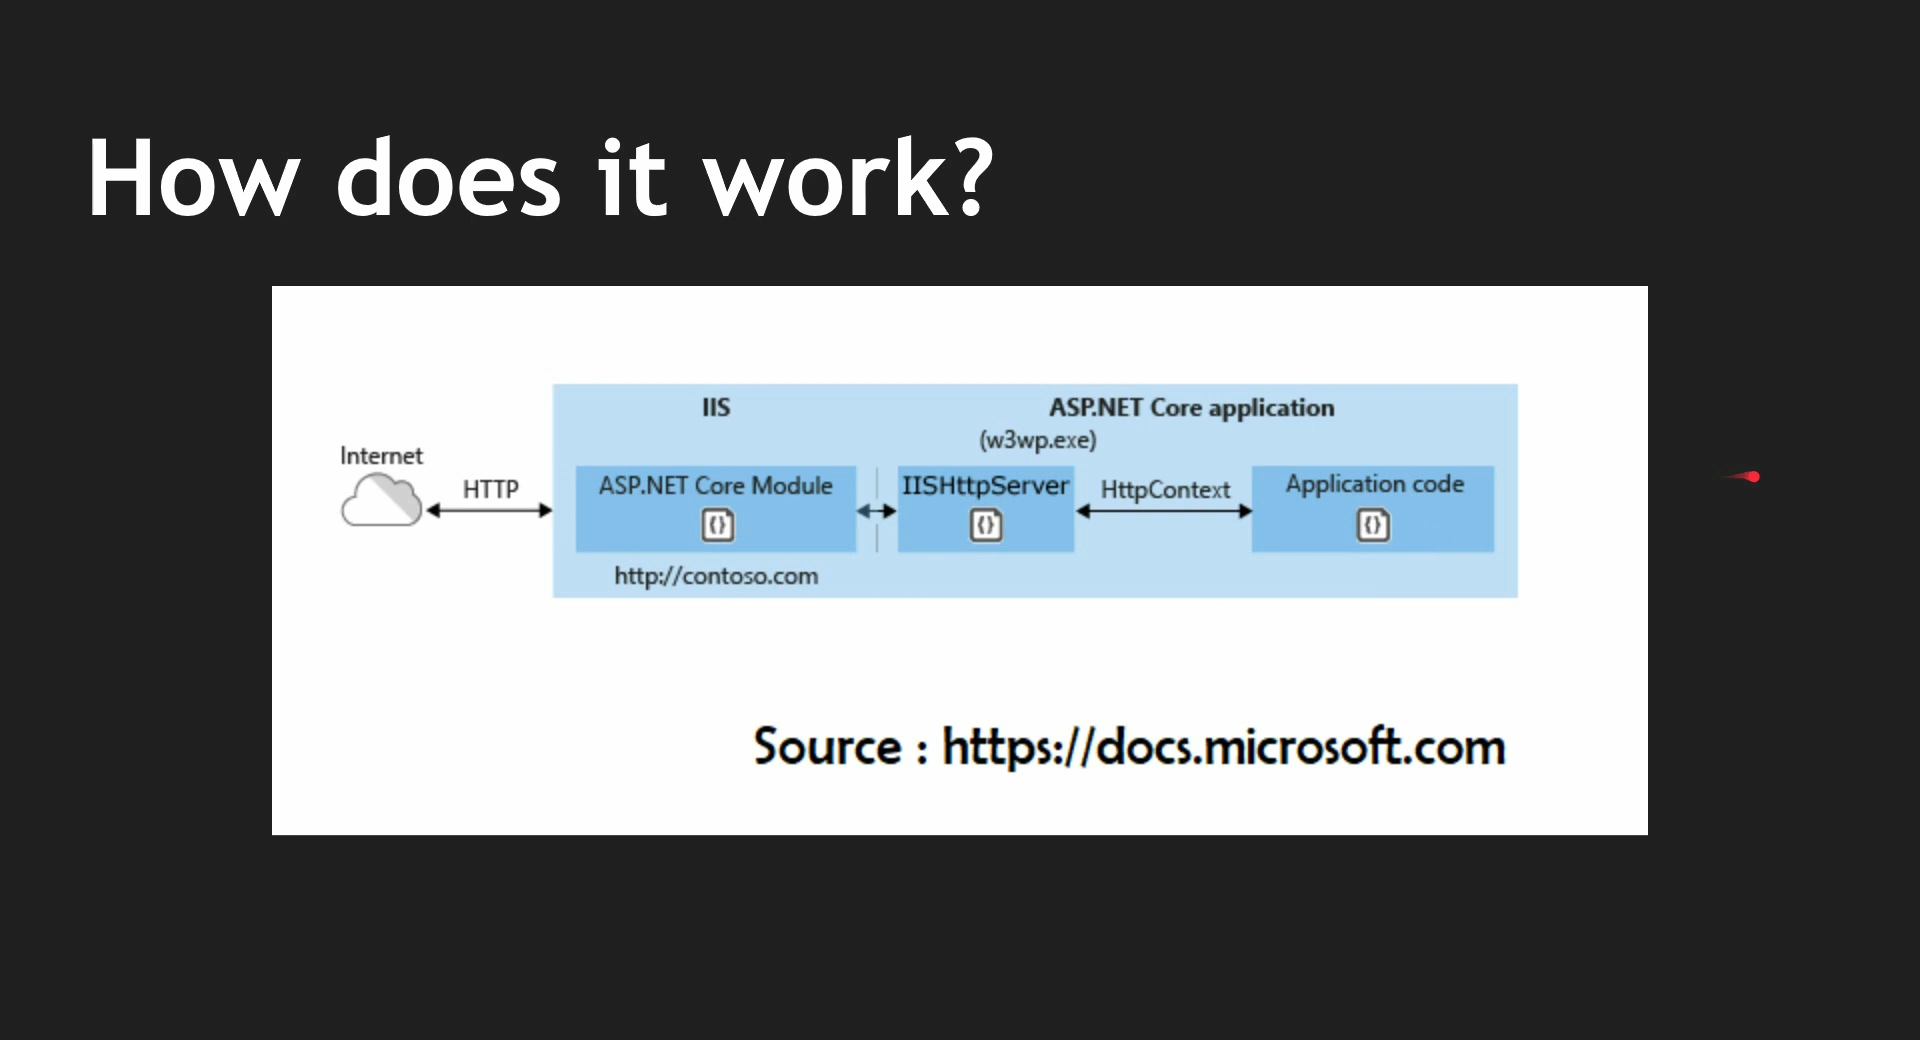 How does it work?
IIS
ASP.NET Core application
(w3wp.exe)
Internet
HTTP
ASP.NET Core Module
{}
IISHttpServer
{}
HttpContext
Application code
{}
http://contoso.com
Source : https://docs.microsoft.com